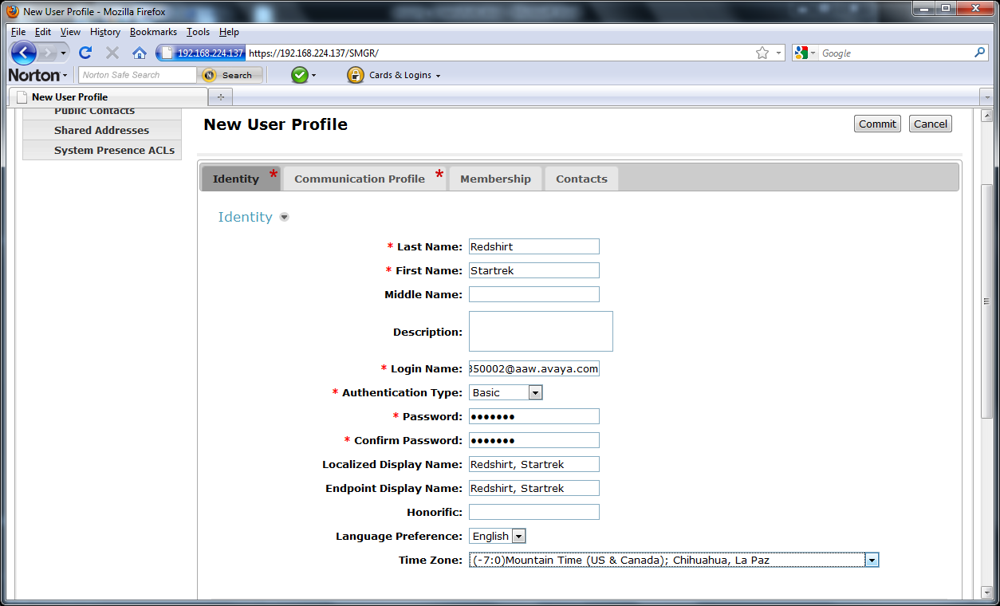 New User Profile - Mozilla Firefox
File Edit View History Bookmarks Tools Help
192.168.224.137 https://192.168.224.137/SMGR/ Google
Norton Norton Safe Search Search Cards & Logins
New User Profile
Public Contacts
Shared Addresses
System Presence ACLs
New User Profile Commit Cancel
Identity * Communication Profile * Membership Contacts
Identity
* Last Name: Redshirt
* First Name: Startrek
Middle Name:
Description:
* Login Name: 350002@aaw.avaya.com
* Authentication Type: Basic
* Password: •••••••
* Confirm Password: •••••••
Localized Display Name: Redshirt, Startrek
Endpoint Display Name: Redshirt, Startrek
Honorific:
Language Preference: English
Time Zone: (-7:0)Mountain Time (US & Canada); Chihuahua, La Paz